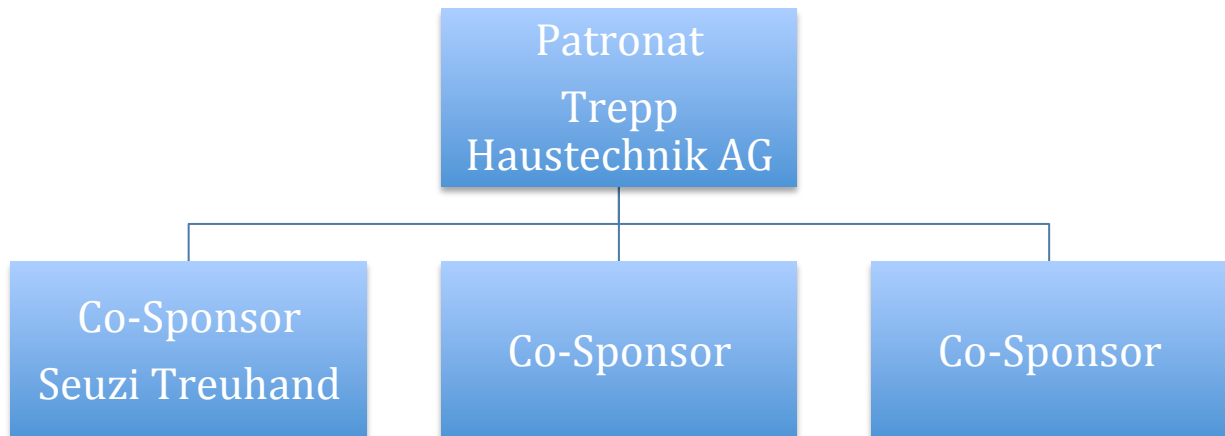 Patronat
Trepp
Haustechnik AG
Co-Sponsor
Seuzi Treuhand
Co-Sponsor
Co-Sponsor